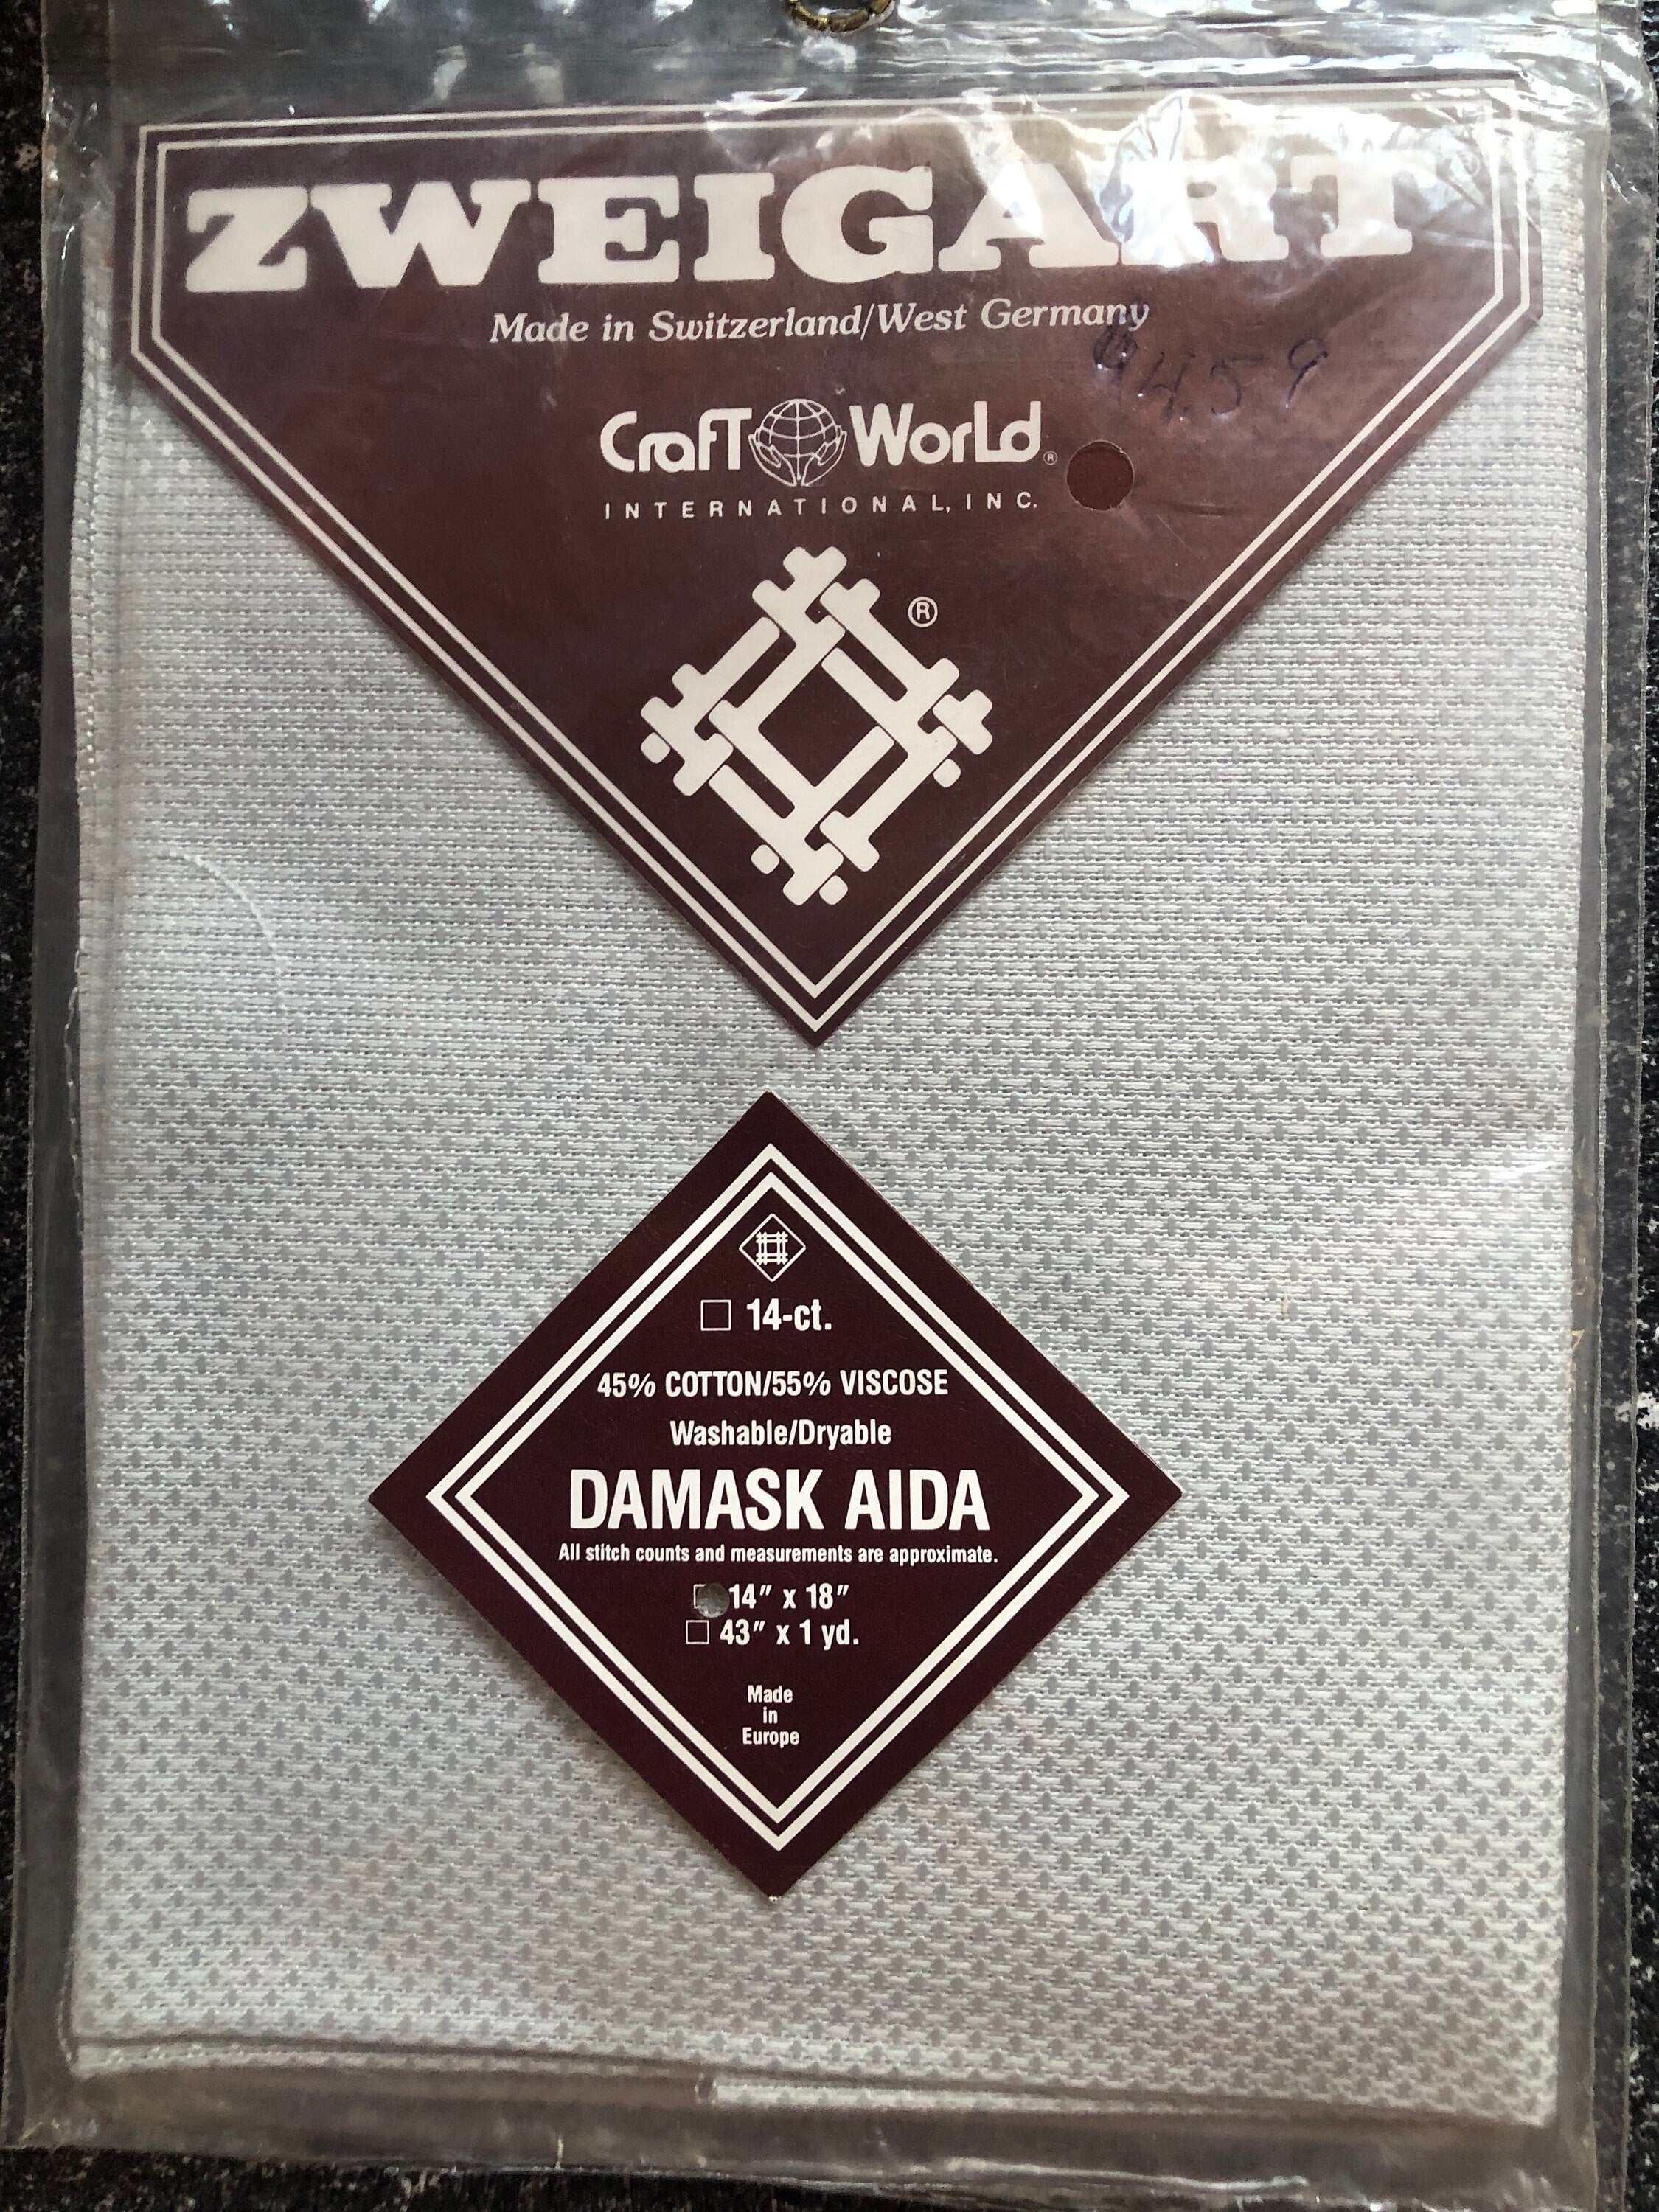 ZWEIGART
Made in Switzerland/West Germany
459
CrafT WorLd ®
INTERNATIONAL, INC.
®
14-ct.
45% COTTON/55% VISCOSE
Washable/Dryable
DAMASK AIDA
All stitch counts and measurements are approximate.
14″ x 18″
43″ x 1 yd.
Made
in
Europe